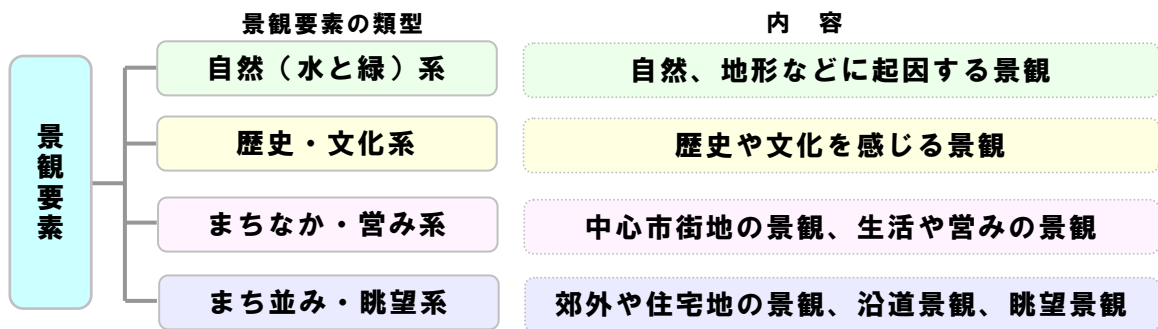 景観要素の類型
内　容
景観要素
自然（水と緑）系
自然、地形などに起因する景観
歴史・文化系
歴史や文化を感じる景観
まちなか・営み系
中心市街地の景観、生活や営みの景観
まち並み・眺望系
郊外や住宅地の景観、沿道景観、眺望景観